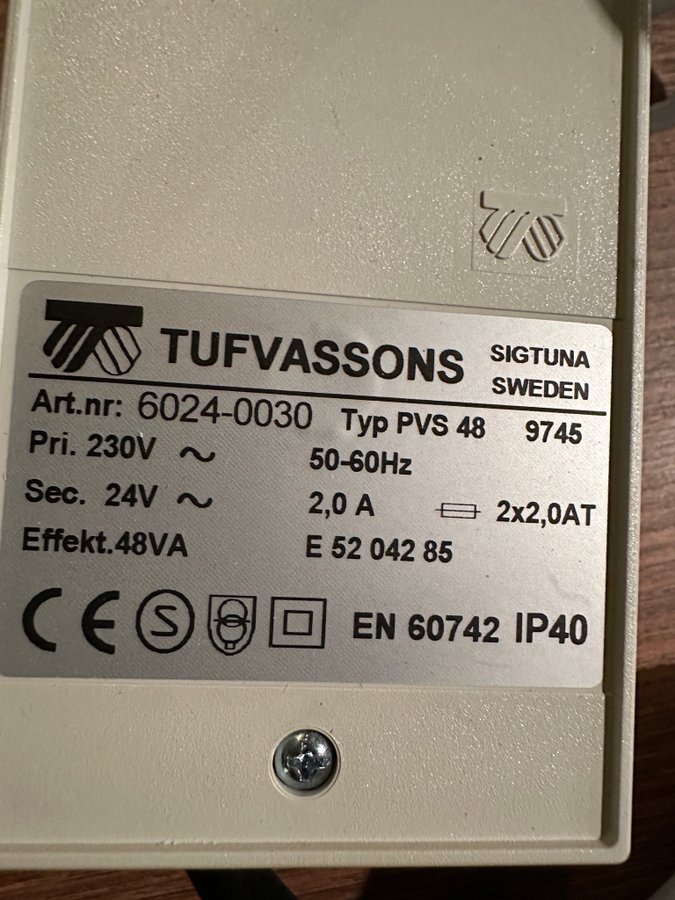 TUFVASSONS SIGTUNA SWEDEN
Art.nr: 6024-0030 Typ PVS 48 9745
Pri. 230V ~ 50-60Hz
Sec. 24V ~ 2,0 A 2x2,0AT
Effekt.48VA E 52 042 85
CE S EN 60742 IP40